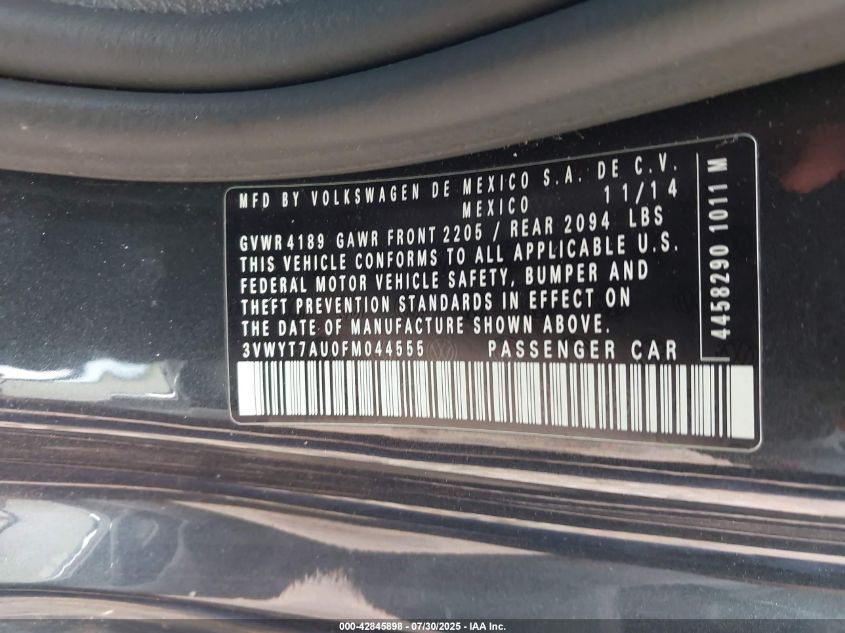 MFD BY VOLKSWAGEN DE MEXICO S.A. DE C.V.
MEXICO 11/14
GVWR 4189 GAWR FRONT 2205 / REAR 2094 LBS
THIS VEHICLE CONFORMS TO ALL APPLICABLE U.S.
FEDERAL MOTOR VEHICLE SAFETY, BUMPER AND
THEFT PREVENTION STANDARDS IN EFFECT ON
THE DATE OF MANUFACTURE SHOWN ABOVE.
3VWYT7AU0FM044555 PASSENGER CAR
4458290 1011 M
000-42845898 | 07/30/2025 - IAA Inc.